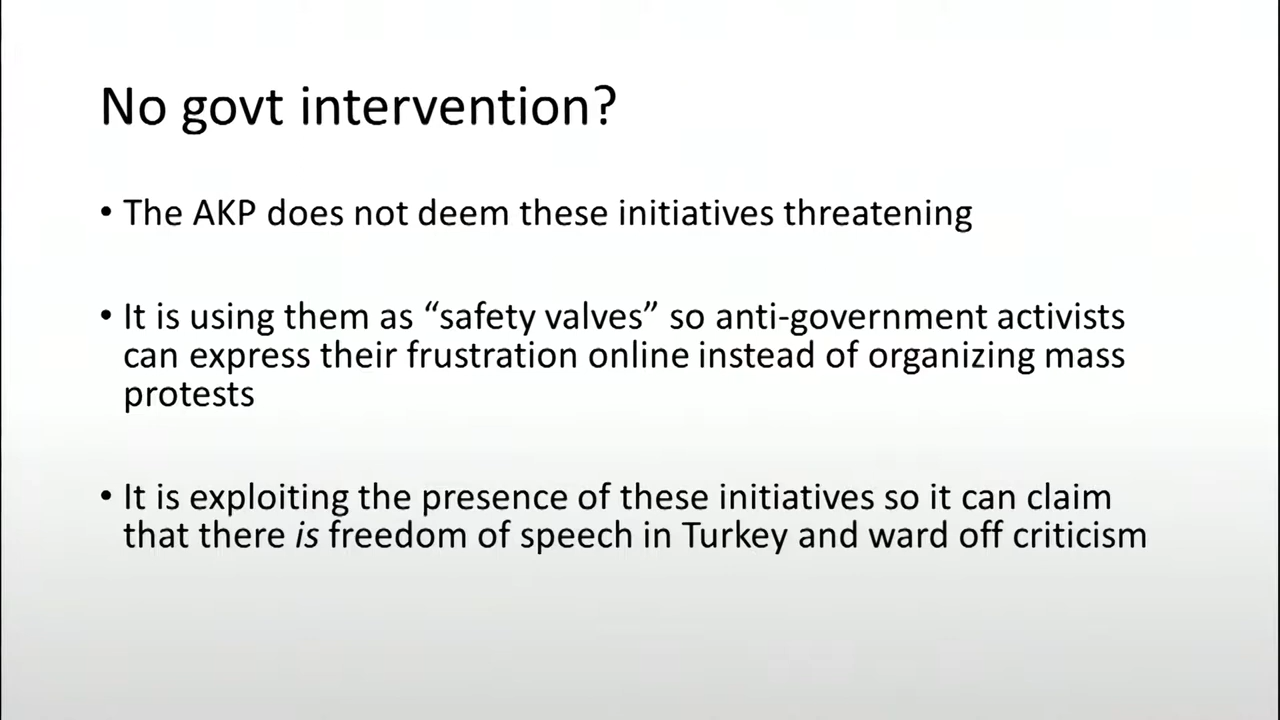 No govt intervention?
• The AKP does not deem these initiatives threatening
• It is using them as “safety valves” so anti-government activists
can express their frustration online instead of organizing mass
protests
• It is exploiting the presence of these initiatives so it can claim
that there is freedom of speech in Turkey and ward off criticism